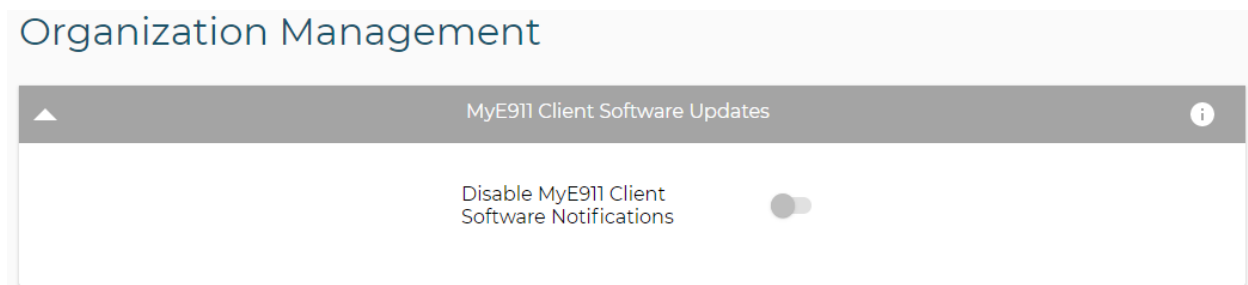 Organization Management
MyE911 Client Software Updates
Disable MyE911 Client
Software Notifications